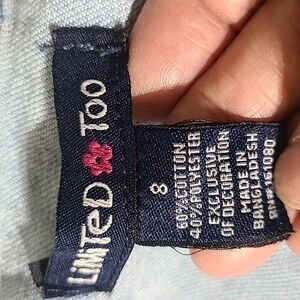 LiMiTeD TOO
8
60% COTTON
40% POLYESTER
EXCLUSIVE
OF DECORATION
MADE IN
BANGLADESH